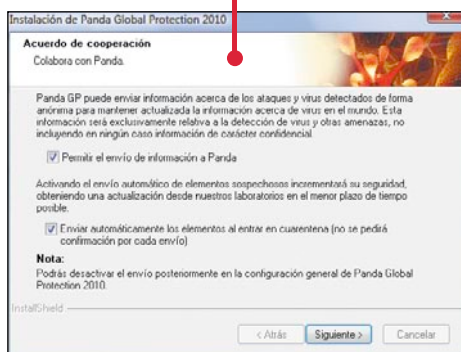 Instalación de Panda Global Protection 2010
Acuerdo de cooperación
Colabora con Panda.
Panda GP puede enviar información acerca de los ataques y virus detectados de forma
anónima para mantener actualizada la información acerca de virus en el mundo. Esta
información será exclusivamente relativa a la detección de virus y otras amenazas, no
incluyendo en ningún caso información de carácter confidencial.
Permitir el envío de información a Panda
Activando el envío automático de elementos sospechosos incrementará su seguridad,
obteniendo una actualización desde nuestros laboratorios en el menor plazo de tiempo
posible.
Enviar automáticamente los elementos al entrar en cuarentena (no se pedirá
confirmación por cada envío)
Nota:
Podrás desactivar el envío posteriormente en la configuración general de Panda Global
Protection 2010.
InstallShield
< Atrás Siguiente > Cancelar